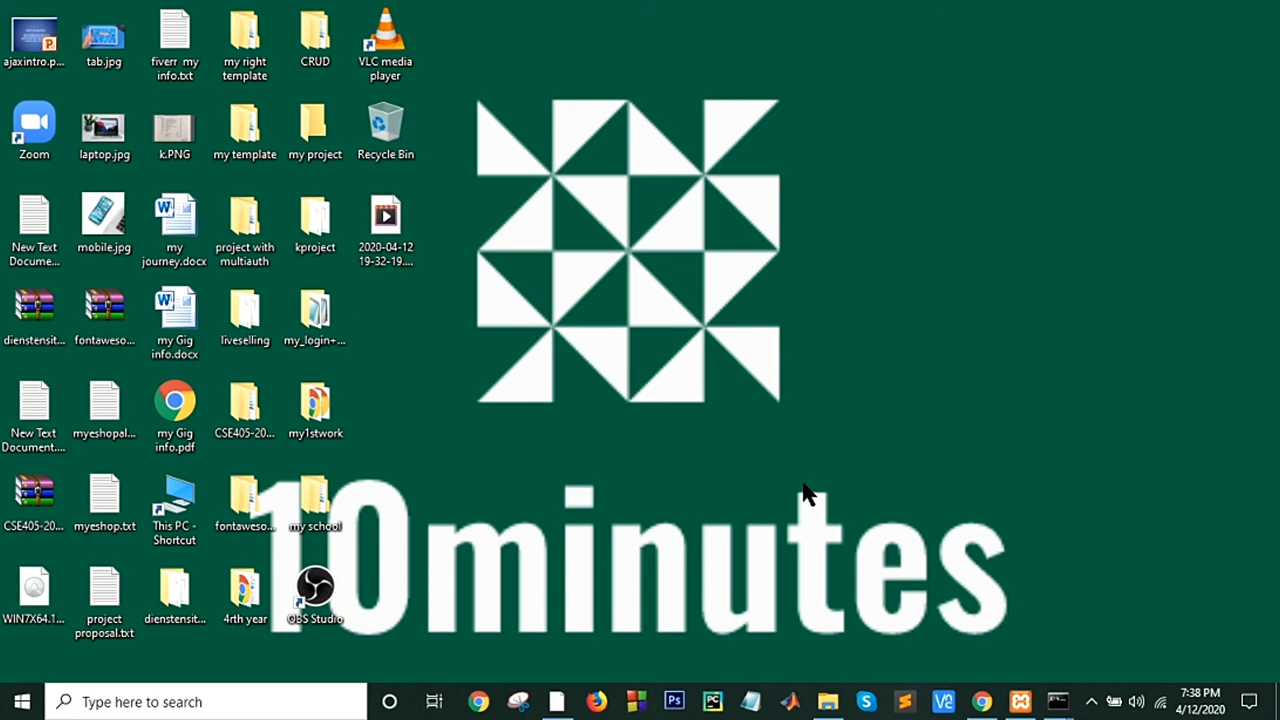 ajaxintro.p...
tab.jpg
fiverr my
info.txt
my right
template
CRUD
VLC media
player
Zoom
laptop.jpg
k.PNG
my template
my project
Recycle Bin
New Text
Docume...
mobile.jpg
my
journey.docx
project with
multiauth
kproject
2020-04-12
19-32-19....
dienstensit...
fontaweso...
my Gig
info.docx
liveselling
my_login+...
New Text
Document....
myeshopal...
my Gig
info.pdf
CSE405-20...
my1stwork
CSE405-20...
myeshop.txt
This PC -
Shortcut
fontaweso...
my school
WIN7X64.1...
project
proposal.txt
dienstensit...
4rth year
OBS Studio
10minutes
Type here to search
7:38 PM
4/12/2020